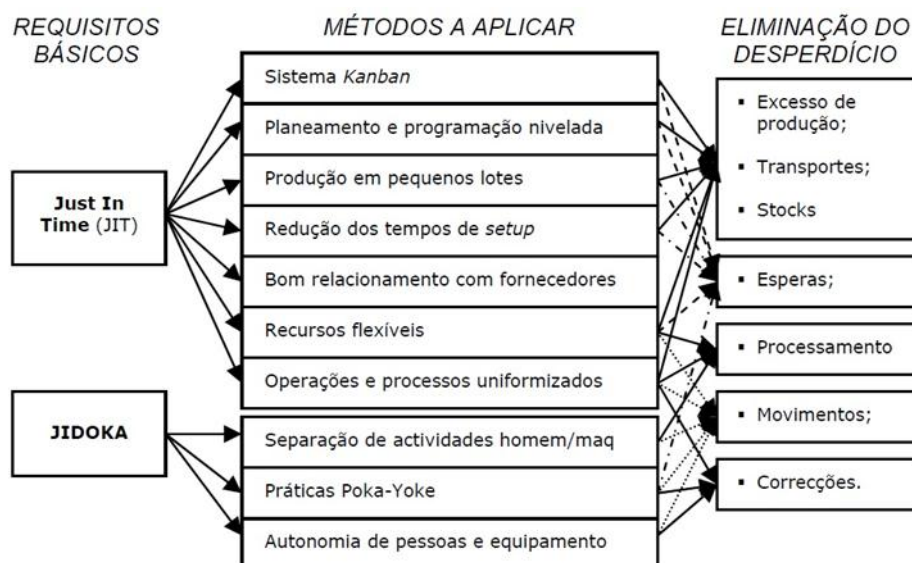 REQUISITOS
BÁSICOS
MÉTODOS A APLICAR
ELIMINAÇÃO DO
DESPERDÍCIO
Just In
Time (JIT)
JIDOKA
Sistema Kanban
Planeamento e programação nivelada
Produção em pequenos lotes
Redução dos tempos de setup
Bom relacionamento com fornecedores
Recursos flexíveis
Operações e processos uniformizados
Separação de actividades homem/maq
Práticas Poka-Yoke
Autonomia de pessoas e equipamento
▪ Excesso de
produção;
▪ Transportes;
▪ Stocks
▪ Esperas;
▪ Processamento
▪ Movimentos;
▪ Correcções.